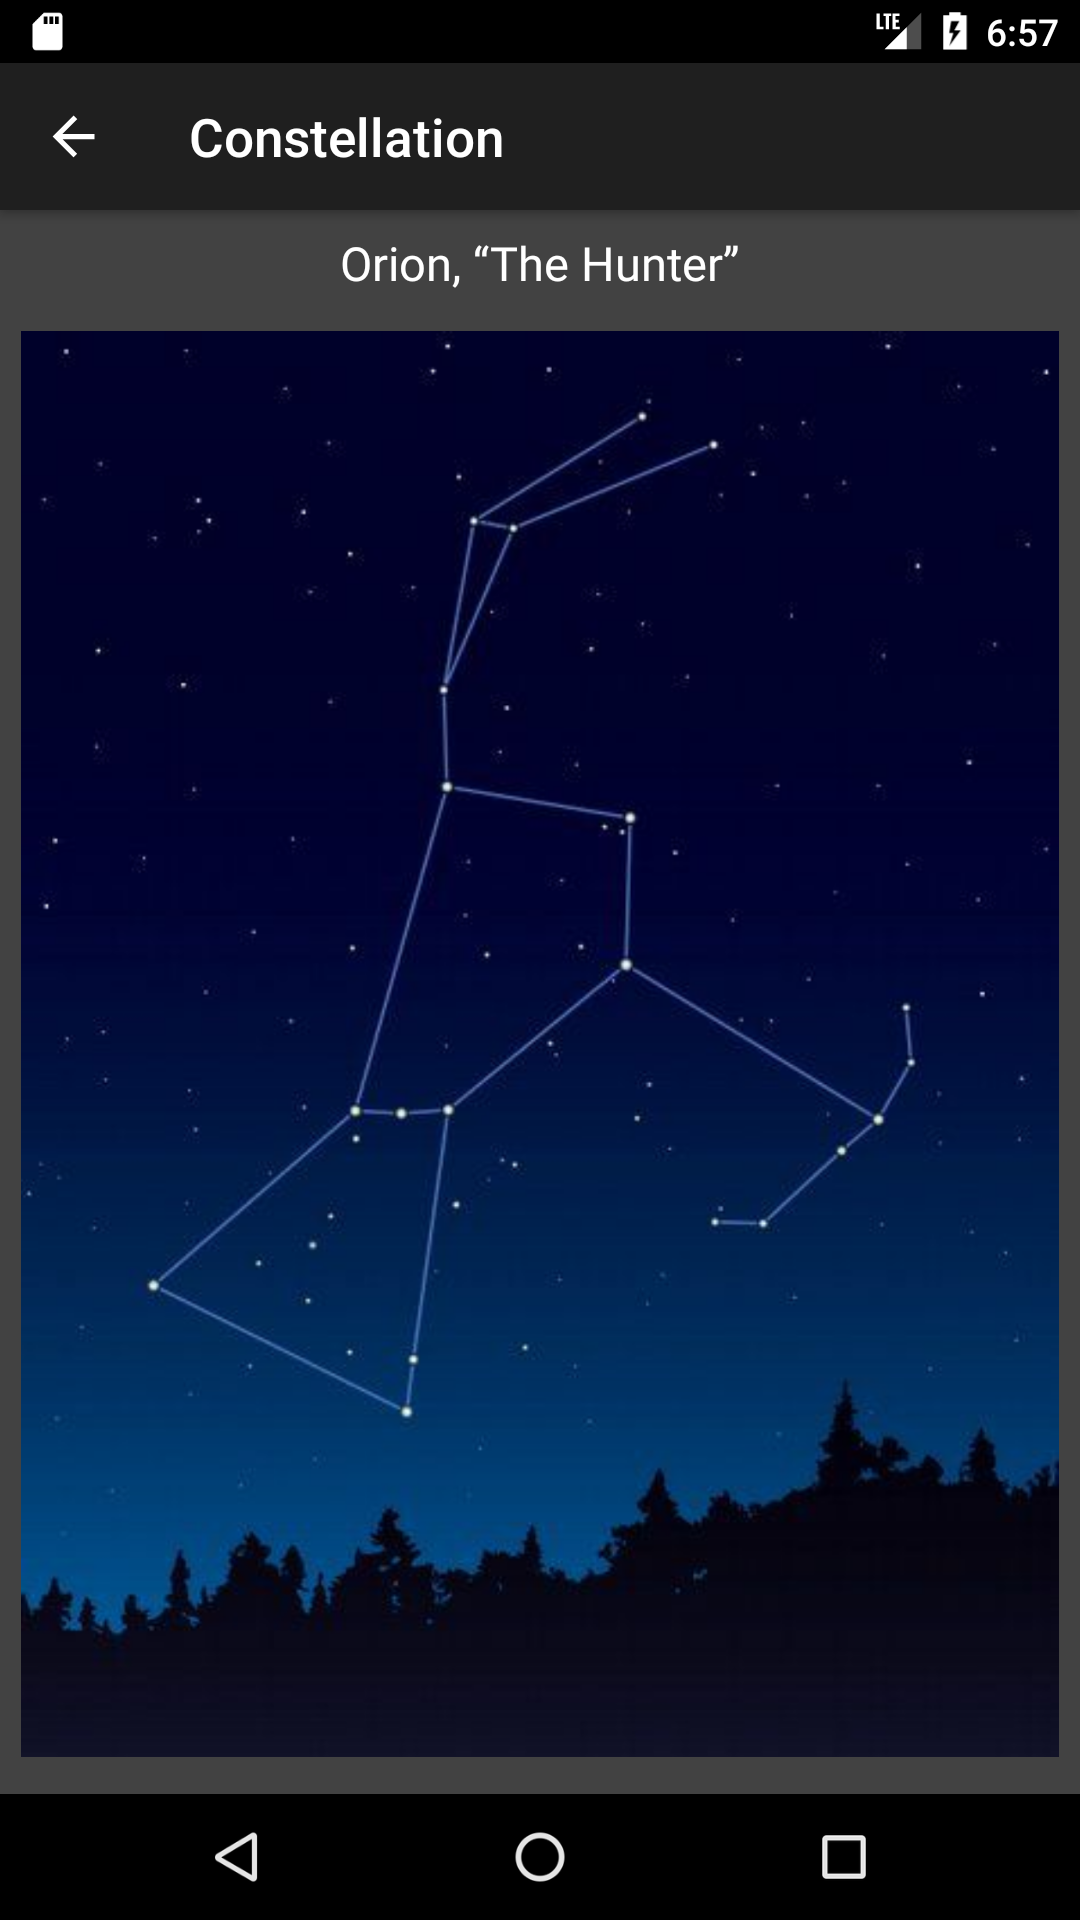 LTE 6:57
Constellation
Orion, “The Hunter”